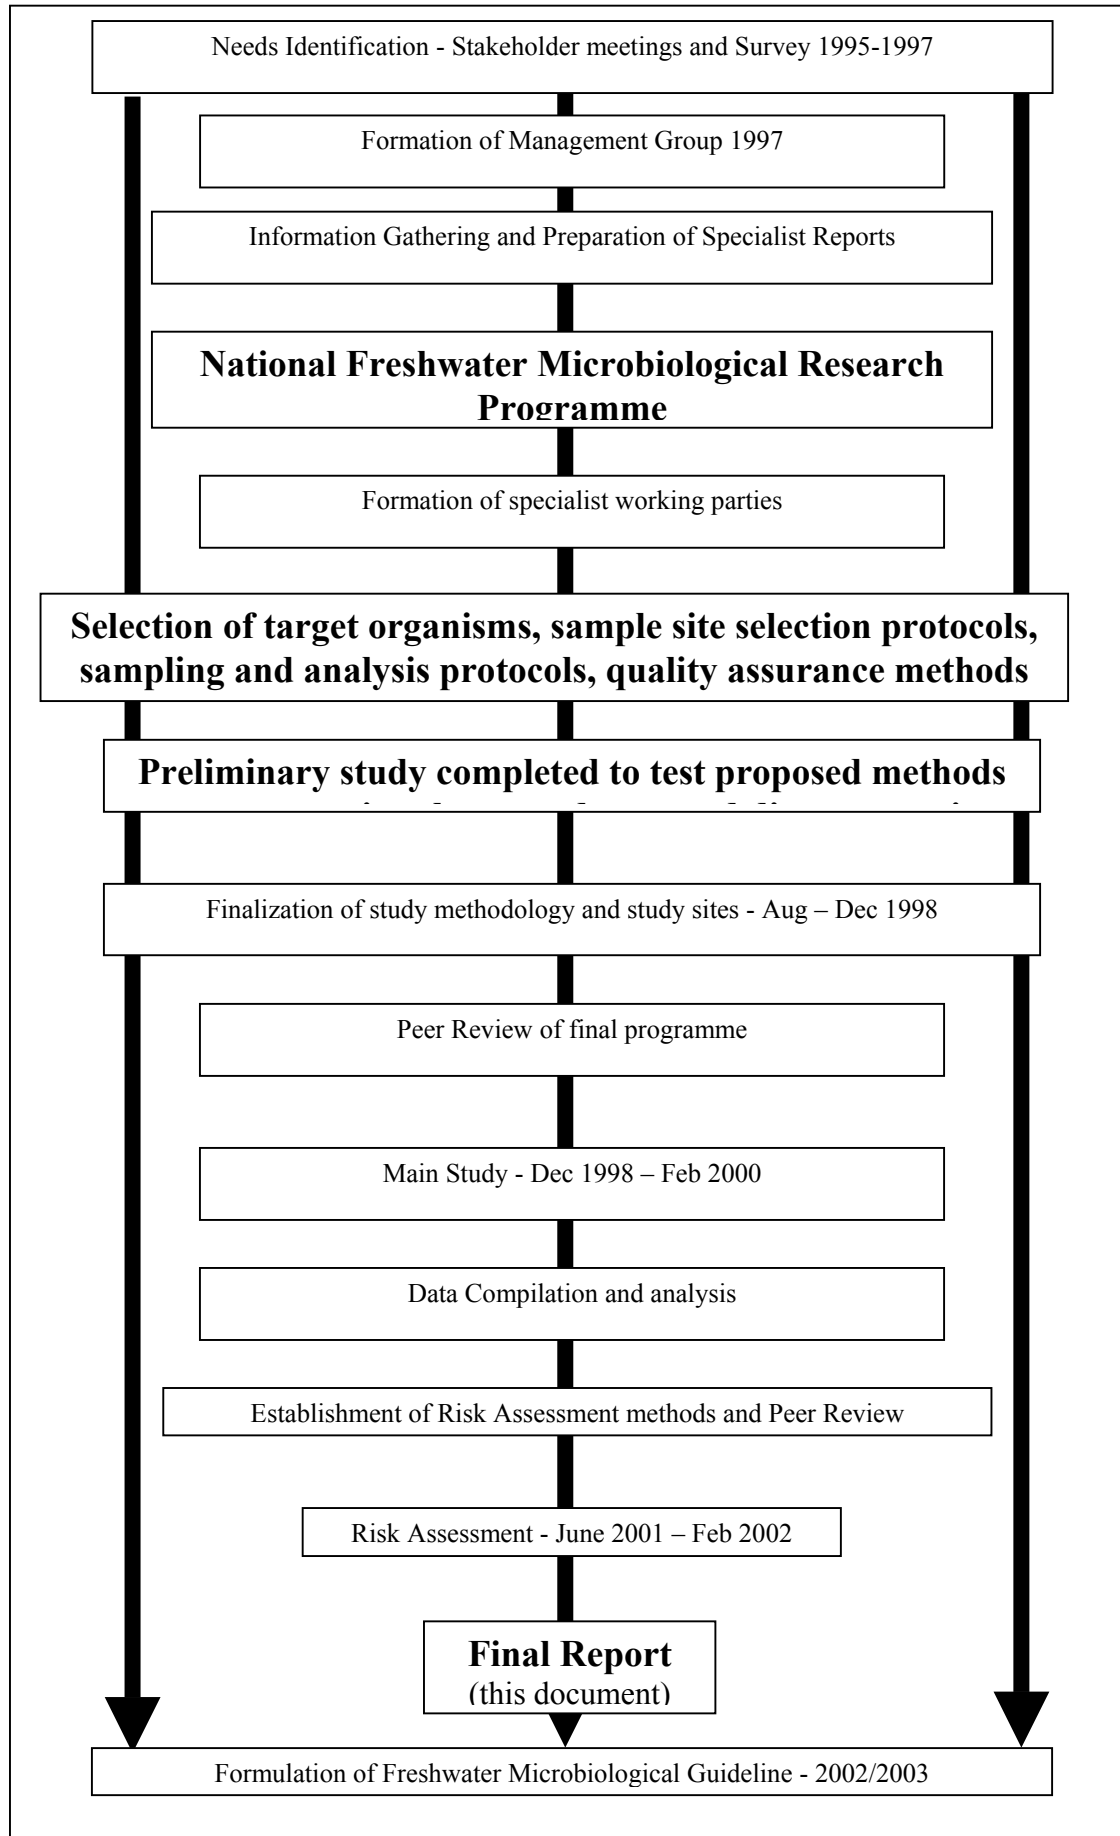 Needs Identification - Stakeholder meetings and Survey 1995-1997
Formation of Management Group 1997
Information Gathering and Preparation of Specialist Reports
National Freshwater Microbiological Research
Programme
Formation of specialist working parties
Selection of target organisms, sample site selection protocols,
sampling and analysis protocols, quality assurance methods
Preliminary study completed to test proposed methods
Finalization of study methodology and study sites - Aug – Dec 1998
Peer Review of final programme
Main Study - Dec 1998 – Feb 2000
Data Compilation and analysis
Establishment of Risk Assessment methods and Peer Review
Risk Assessment - June 2001 – Feb 2002
Final Report
(this document)
Formulation of Freshwater Microbiological Guideline - 2002/2003